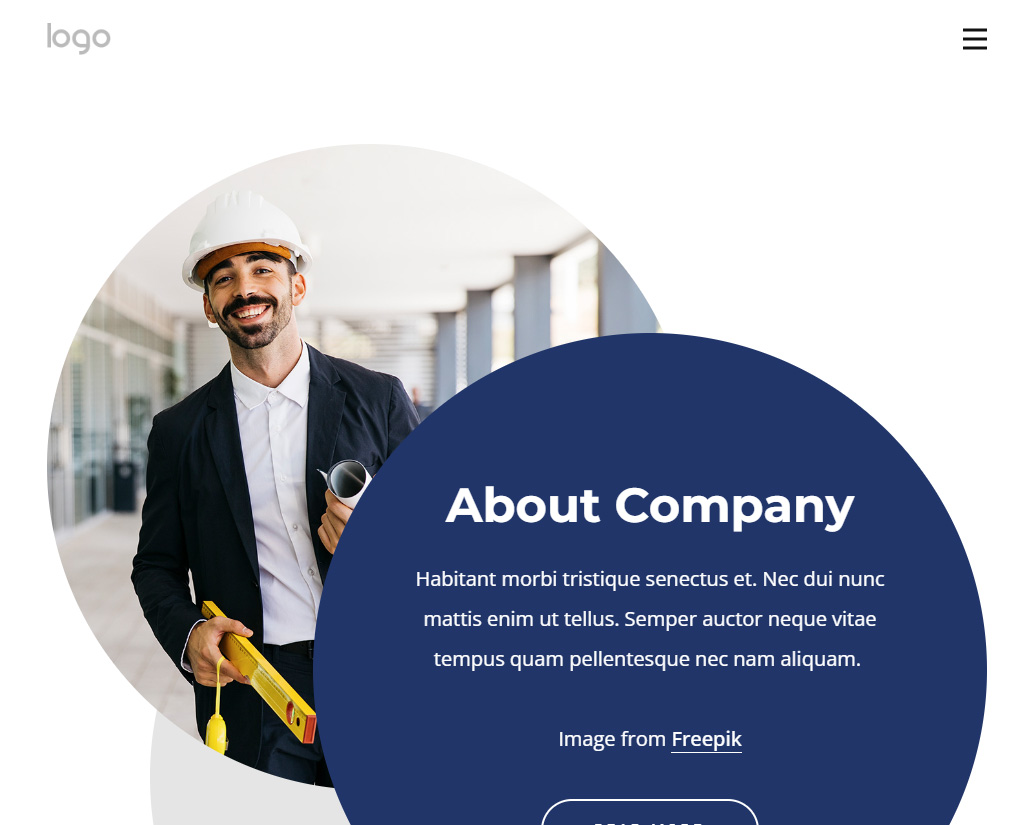 logo
About Company
Habitant morbi tristique senectus et. Nec dui nunc
mattis enim ut tellus. Semper auctor neque vitae
tempus quam pellentesque nec nam aliquam.
Image from Freepik